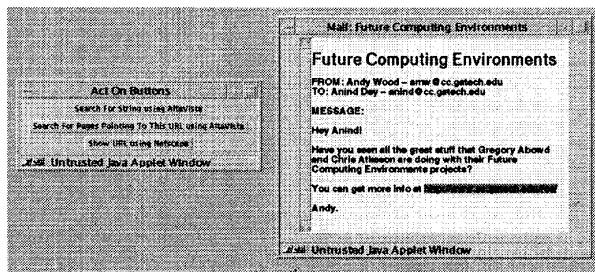 Act On Buttons
Search For String using AltaVista
Search For Pages Pointing To This URL using AltaVista
Show URL using Netscape
Untrusted Java Applet Window
Mail: Future Computing Environments
Future Computing Environments
FROM: Andy Wood – amw@cc.gatech.edu
TO: Anind Dey – anind@cc.gatech.edu
MESSAGE:
Hey Anind!
Have you seen all the great stuff that Gregory Abowd
and Chris Atkeson are doing with their Future
Computing Environments projects?
You can get more info at
Andy.
Untrusted Java Applet Window